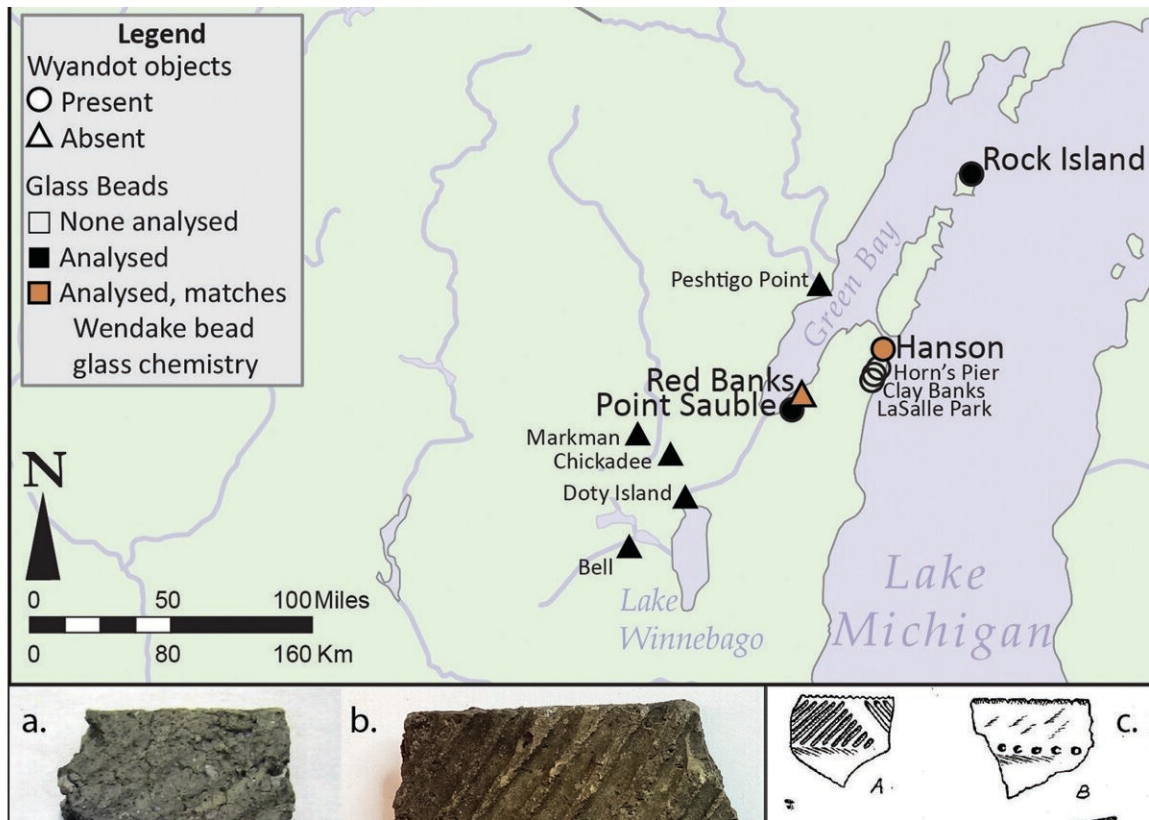 Legend
Wyandot objects
Present
Absent
Glass Beads
None analysed
Analysed
Analysed, matches
Wendake bead
glass chemistry
Rock Island
Green Bay
Peshtigo Point
Hanson
Horn's Pier
Clay Banks
LaSalle Park
Red Banks
Point Sauble
Markman
Chickadee
Doty Island
Bell
Lake
Winnebago
Lake
Michigan
N
0 50 100 Miles
0 80 160 Km
a.
b.
c.
A
B